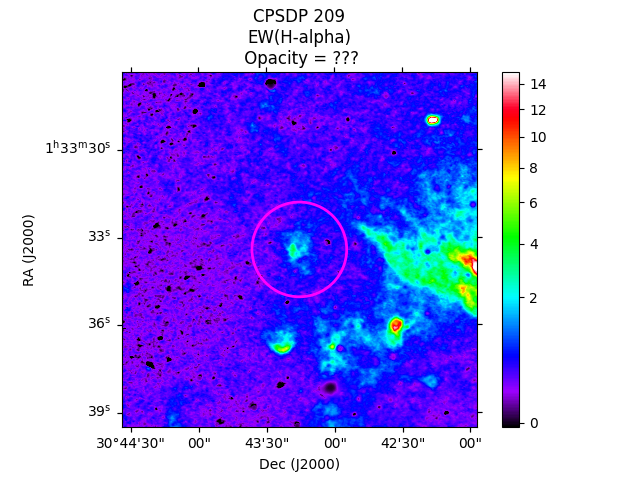 CPSDP 209
EW(H-alpha)
Opacity = ???
1h33m30s
33s
36s
39s
RA (J2000)
30°44'30" 00" 43'30" 00" 42'30" 00"
Dec (J2000)
14
12
10
8
6
4
2
0